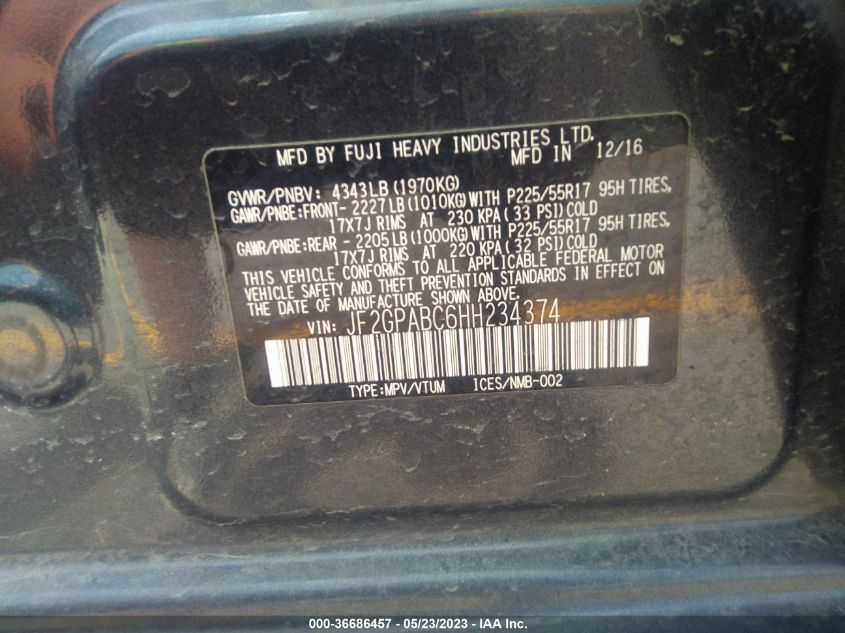 MFD BY FUJI HEAVY INDUSTRIES LTD.
MFD IN 12/16
GVWR/PNBV: 4343LB(1970KG)
GAWR/PNBE:FRONT- 2227LB(1010KG)WITH P225/55R17 95H TIRES,
17X7J RIMS AT 230 KPA(33 PSI)COLD
GAWR/PNBE:REAR - 2205LB(1000KG)WITH P225/55R17 95H TIRES,
17X7J RIMS AT 220 KPA(32 PSI)COLD
THIS VEHICLE CONFORMS TO ALL APPLICABLE FEDERAL MOTOR
VEHICLE SAFETY AND THEFT PREVENTION STANDARDS IN EFFECT ON
THE DATE OF MANUFACTURE SHOWN ABOVE.
VIN: JF2GPABC6HH234374
TYPE:MPV/VTUM ICES/NMB-002
000-36686457 - 05/23/2023 - IAA Inc.